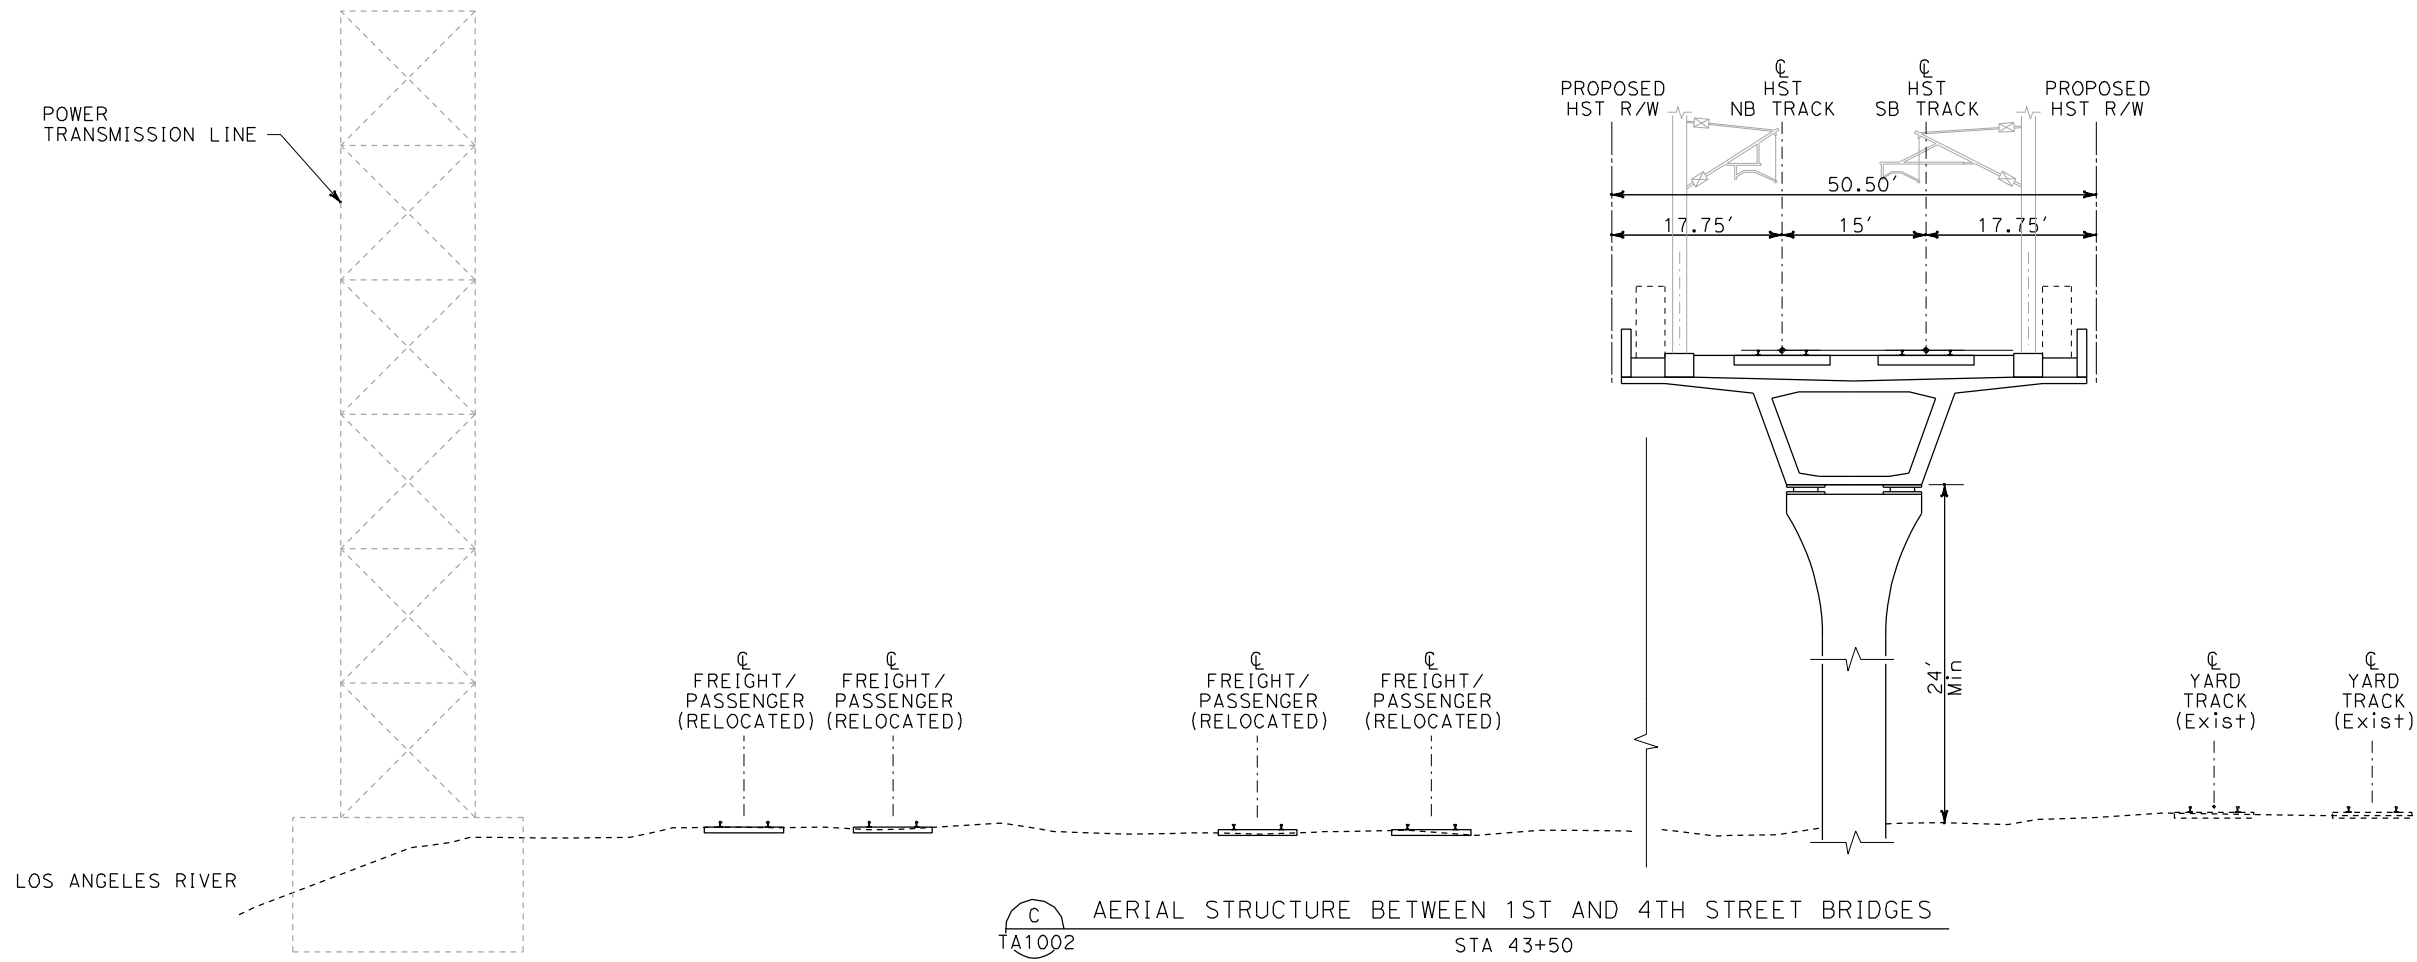 POWER
TRANSMISSION LINE
PROPOSED
HST R/W
℄
HST
NB TRACK
℄
HST
SB TRACK
PROPOSED
HST R/W
50.50′
17.75′
15′
17.75′
24′
Min
℄
FREIGHT/
PASSENGER
(RELOCATED)
℄
FREIGHT/
PASSENGER
(RELOCATED)
℄
FREIGHT/
PASSENGER
(RELOCATED)
℄
FREIGHT/
PASSENGER
(RELOCATED)
℄
YARD
TRACK
(Exist)
℄
YARD
TRACK
(Exist)
LOS ANGELES RIVER
C
TA1002
AERIAL STRUCTURE BETWEEN 1ST AND 4TH STREET BRIDGES
STA 43+50